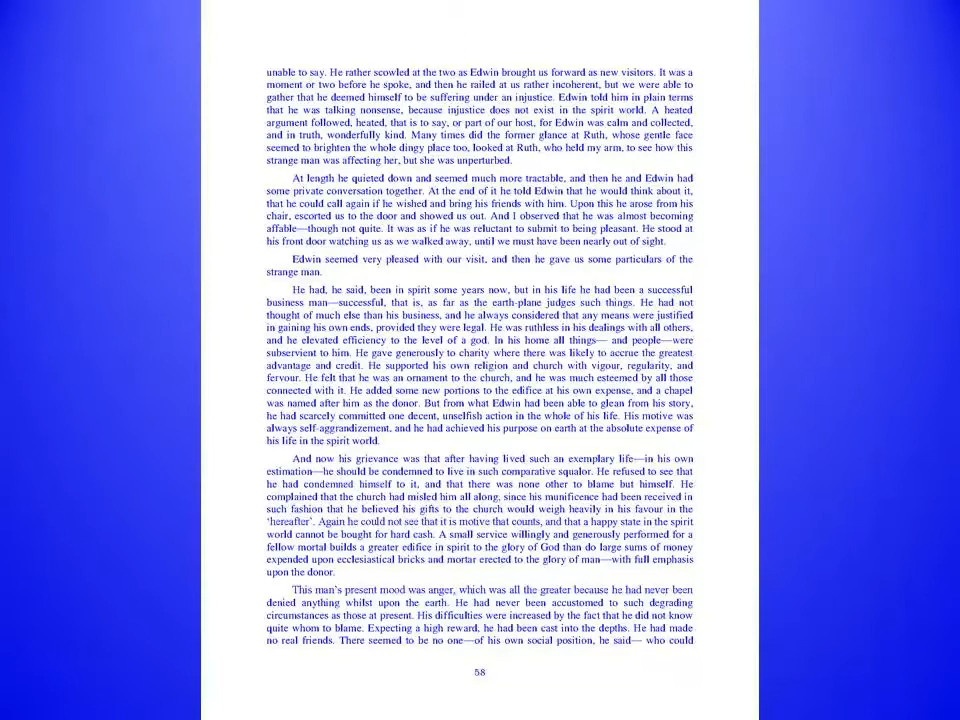 unable to say. He rather scowled at the two as Edwin brought us forward as new visitors. It was a
moment or two before he spoke, and then he railed at us rather incoherent, but we were able to
gather that he deemed himself to be suffering under an injustice. Edwin told him in plain terms
that he was talking nonsense, because injustice does not exist in the spirit world. A heated
argument followed, heated, that is to say, or part of our host, for Edwin was calm and collected,
and in truth, wonderfully kind. Many times did the former glance at Ruth, whose gentle face
seemed to brighten the whole dingy place too, looked at Ruth, who held my arm, to see how this
strange man was affecting her, but she was unperturbed.
At length he quieted down and seemed much more tractable, and then he and Edwin had
some private conversation together. At the end of it he told Edwin that he would think about it,
that he could call again if he wished and bring his friends with him. Upon this he arose from his
chair, escorted us to the door and showed us out. And I observed that he was almost becoming
affable—though not quite. It was as if he was reluctant to submit to being pleasant. He stood at
his front door watching us as we walked away, until we must have been nearly out of sight.
Edwin seemed very pleased with our visit, and then he gave us some particulars of the
strange man.
He had, he said, been in spirit some years now, but in his life he had been a successful
business man—successful, that is, as far as the earth-plane judges such things. He had not
thought of much else than his business, and he always considered that any means were justified
in gaining his own ends, provided they were legal. He was ruthless in his dealings with all others,
and he elevated efficiency to the level of a god. In his home all things— and people—were
subservient to him. He gave generously to charity where there was likely to accrue the greatest
advantage and credit. He supported his own religion and church with vigour, regularity, and
fervour. He felt that he was an ornament to the church, and he was much esteemed by all those
connected with it. He added some new portions to the edifice at his own expense, and a chapel
was named after him as the donor. But from what Edwin had been able to glean from his story,
he had scarcely committed one decent, unselfish action in the whole of his life. His motive was
always self-aggrandizement, and he had achieved his purpose on earth at the absolute expense of
his life in the spirit world.
And now his grievance was that after having lived such an exemplary life—in his own
estimation—he should be condemned to live in such comparative squalor. He refused to see that
he had condemned himself to it, and that there was none other to blame but himself. He
complained that the church had misled him all along, since his munificence had been received in
such fashion that he believed his gifts to the church would weigh heavily in his favour in the
‘hereafter’. Again he could not see that it is motive that counts, and that a happy state in the spirit
world cannot be bought for hard cash. A small service willingly and generously performed for a
fellow mortal builds a greater edifice in spirit to the glory of God than do large sums of money
expended upon ecclesiastical bricks and mortar erected to the glory of man—with full emphasis
upon the donor.
This man’s present mood was anger, which was all the greater because he had never been
denied anything whilst upon the earth. He had never been accustomed to such degrading
circumstances as those at present. His difficulties were increased by the fact that he did not know
quite whom to blame. Expecting a high reward, he had been cast into the depths. He had made
no real friends. There seemed to be no one—of his own social position, he said— who could
58